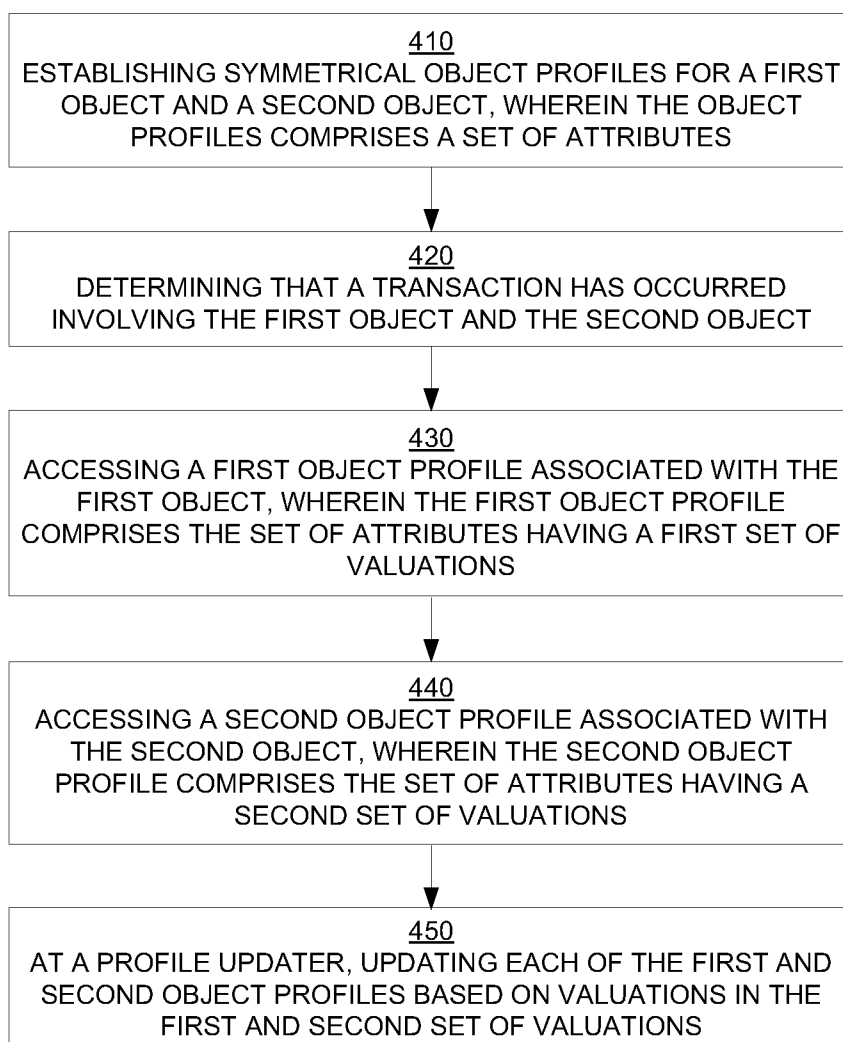 410
ESTABLISHING SYMMETRICAL OBJECT PROFILES FOR A FIRST
OBJECT AND A SECOND OBJECT, WHEREIN THE OBJECT
PROFILES COMPRISES A SET OF ATTRIBUTES
420
DETERMINING THAT A TRANSACTION HAS OCCURRED
INVOLVING THE FIRST OBJECT AND THE SECOND OBJECT
430
ACCESSING A FIRST OBJECT PROFILE ASSOCIATED WITH THE
FIRST OBJECT, WHEREIN THE FIRST OBJECT PROFILE
COMPRISES THE SET OF ATTRIBUTES HAVING A FIRST SET OF
VALUATIONS
440
ACCESSING A SECOND OBJECT PROFILE ASSOCIATED WITH
THE SECOND OBJECT, WHEREIN THE SECOND OBJECT
PROFILE COMPRISES THE SET OF ATTRIBUTES HAVING A
SECOND SET OF VALUATIONS
450
AT A PROFILE UPDATER, UPDATING EACH OF THE FIRST AND
SECOND OBJECT PROFILES BASED ON VALUATIONS IN THE
FIRST AND SECOND SET OF VALUATIONS